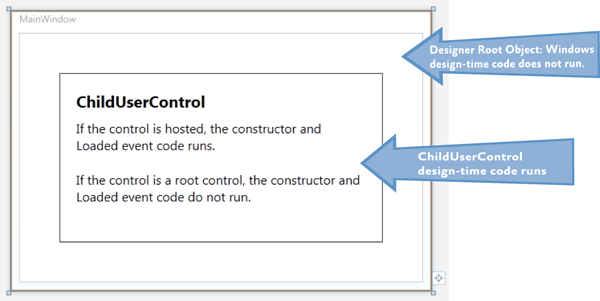 MainWindow
Designer Root Object: Windows
design-time code does not run.
ChildUserControl
If the control is hosted, the constructor and
Loaded event code runs.
ChildUserControl
design-time code runs
If the control is a root control, the constructor and
Loaded event code do not run.